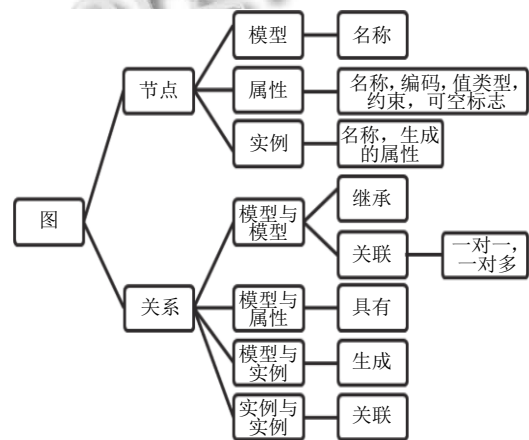 模型
名称
节点
属性
名称, 编码, 值类型,
约束, 可空标志
实例
名称, 生成
的属性
图
关系
模型与
模型
继承
关联
一对一,
一对多
模型与
属性
具有
模型与
实例
生成
实例与
实例
关联